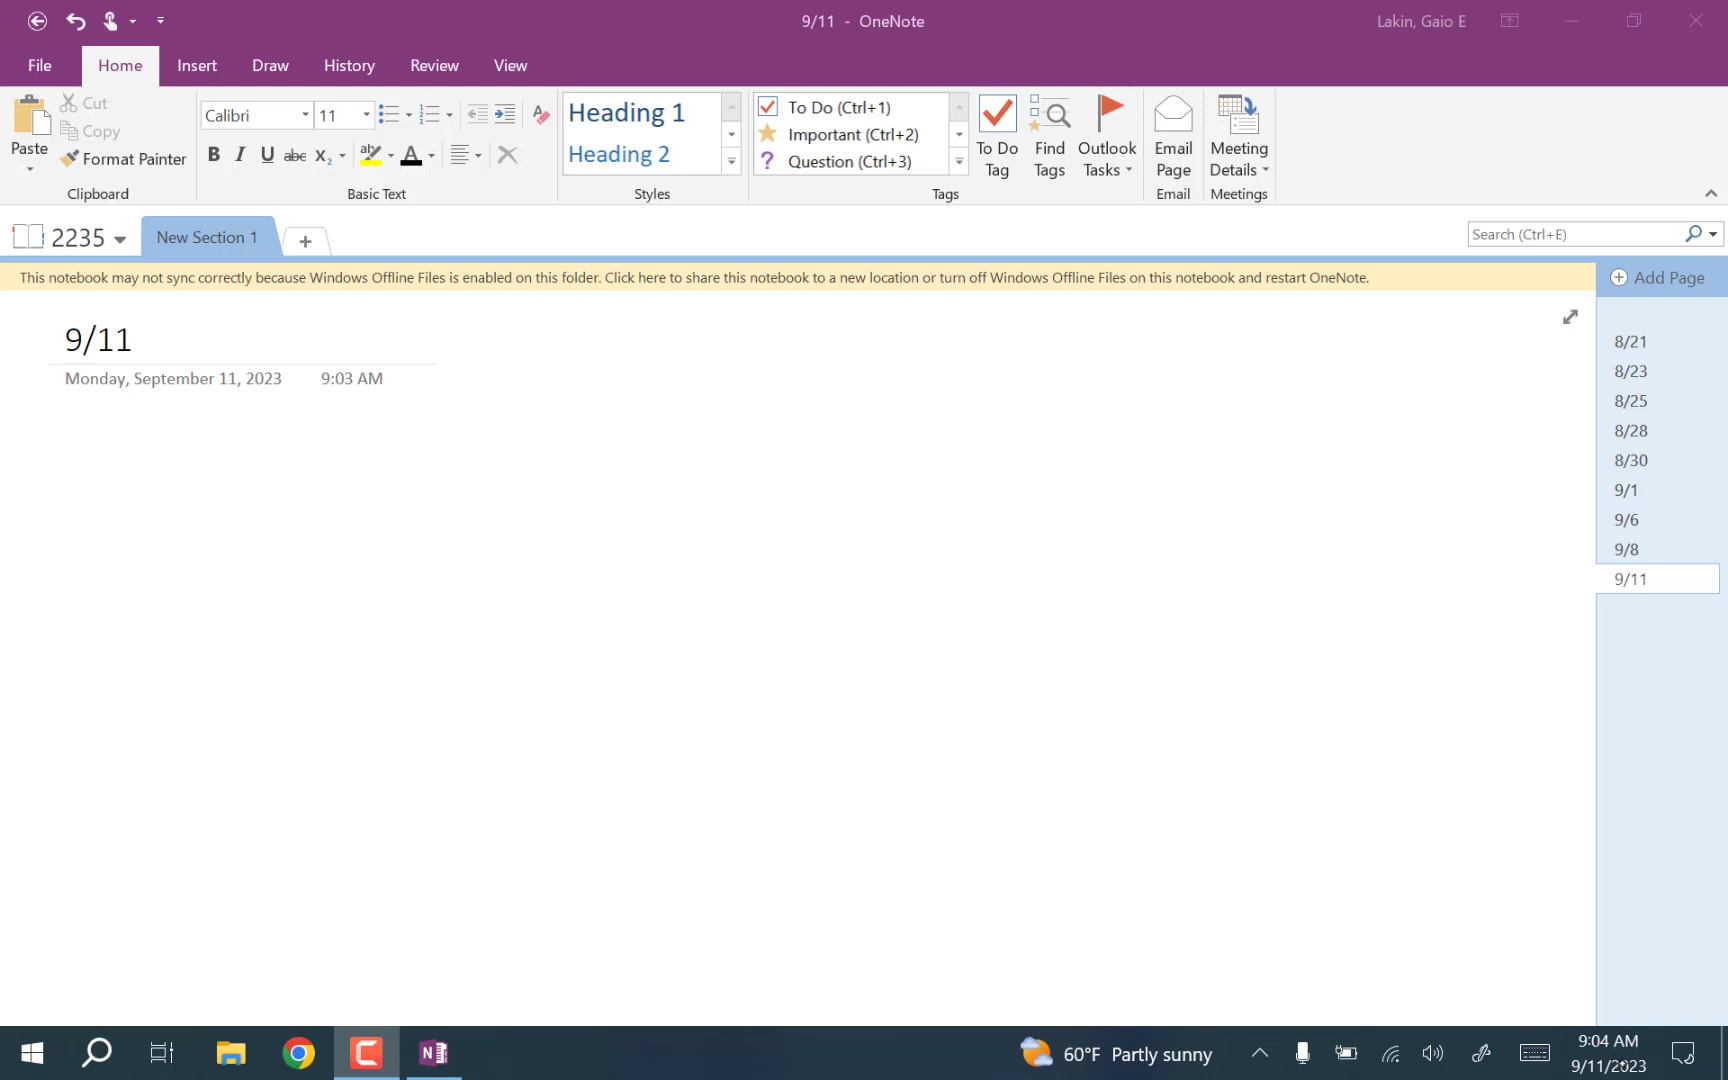 9/11 - OneNote
Lakin, Gaio E
File Home Insert Draw History Review View
Paste
Cut
Copy
Format Painter
Clipboard
Calibri 11
B I U abc X₂ ab A
Basic Text
Heading 1
Heading 2
Styles
To Do (Ctrl+1)
Important (Ctrl+2)
? Question (Ctrl+3)
Tags
To Do
Tag
Find
Tags
Outlook
Tasks
Email
Page
Email
Meeting
Details
Meetings
2235
New Section 1
+
Search (Ctrl+E)
This notebook may not sync correctly because Windows Offline Files is enabled on this folder. Click here to share this notebook to a new location or turn off Windows Offline Files on this notebook and restart OneNote.
Add Page
9/11
Monday, September 11, 2023 9:03 AM
8/21
8/23
8/25
8/28
8/30
9/1
9/6
9/8
9/11
60°F Partly sunny
9:04 AM
9/11/2023